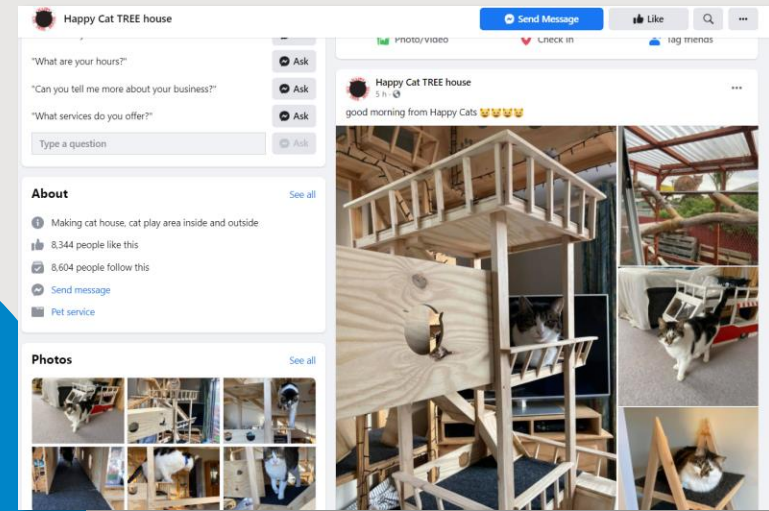 Happy Cat TREE house
Send Message
Like
Photo/Video
Check in
Tag friends
"What are your hours?"
Ask
"Can you tell me more about your business?"
Ask
"What services do you offer?"
Ask
Type a question
Ask
About
See all
Making cat house, cat play area inside and outside
8,344 people like this
8,604 people follow this
Send message
Pet service
Photos
See all
Happy Cat TREE house
5 h ·
good morning from Happy Cats 😺😺😺😺